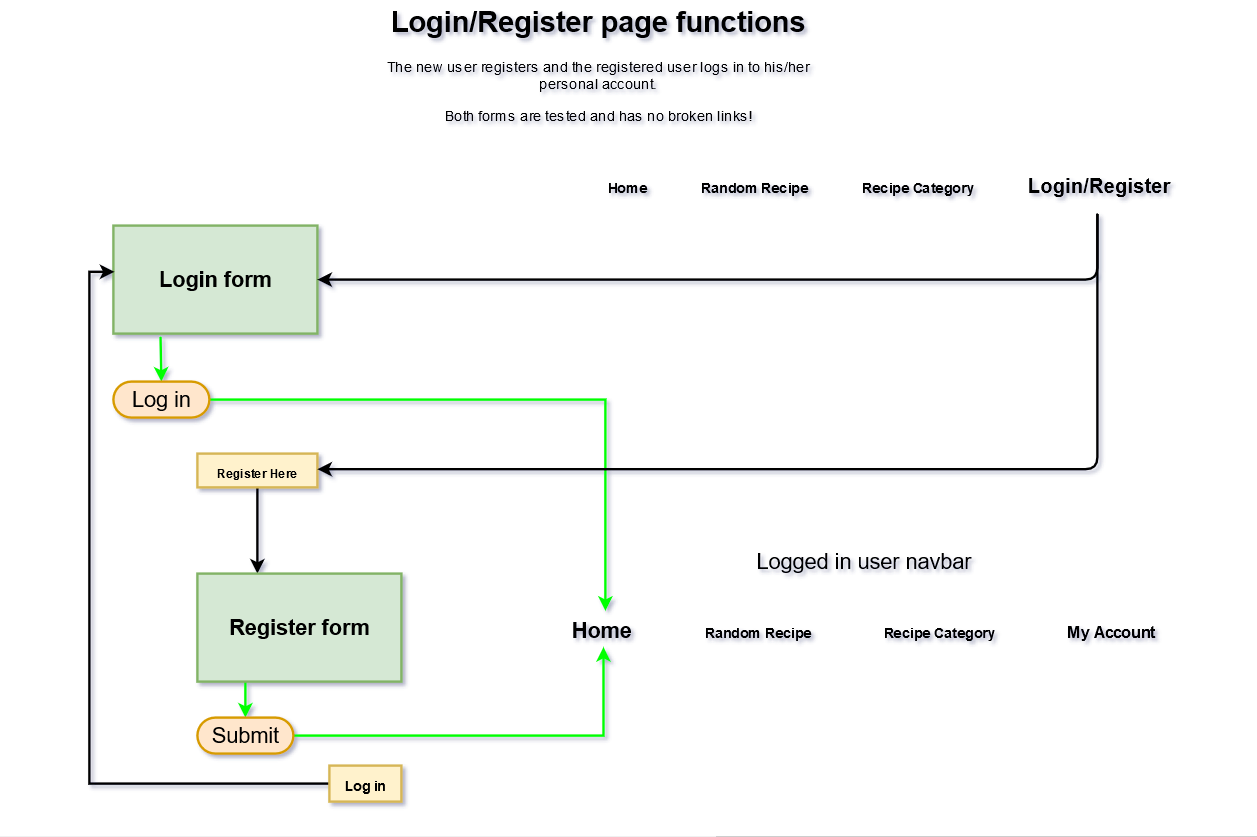 Login/Register page functions
The new user registers and the registered user logs in to his/her
personal account.
Both forms are tested and has no broken links!
Home Random Recipe Recipe Category Login/Register
Login form
Log in
Register Here
Logged in user navbar
Register form
Home Random Recipe Recipe Category My Account
Submit
Log in